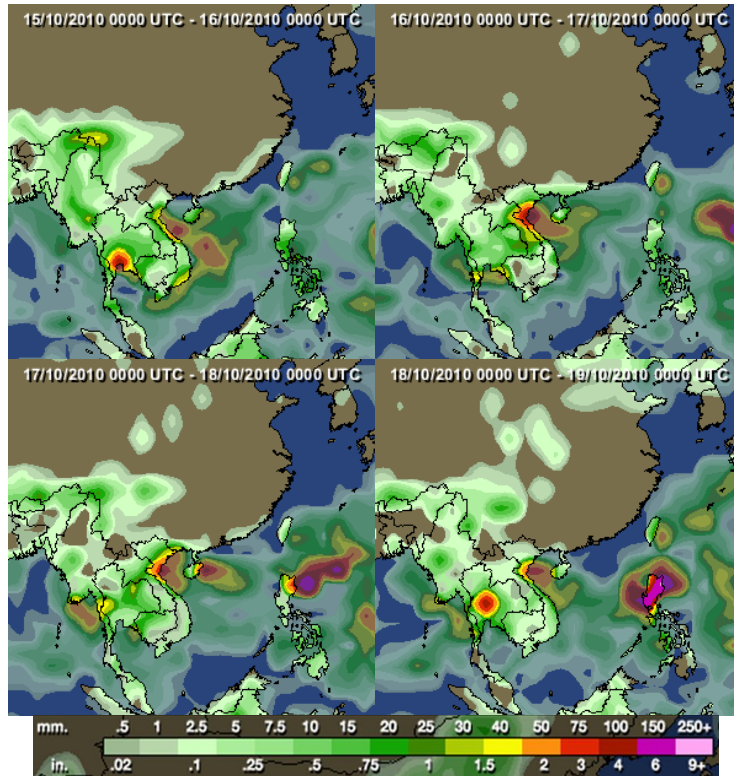 15/10/2010 0000 UTC - 16/10/2010 0000 UTC
16/10/2010 0000 UTC - 17/10/2010 0000 UTC
17/10/2010 0000 UTC - 18/10/2010 0000 UTC
18/10/2010 0000 UTC - 19/10/2010 0000 UTC
mm. .5 1 2.5 5 7.5 10 15 20 25 30 40 50 75 100 150 250+
in. .02 .1 .25 .5 .75 1 1.5 2 3 4 6 9+